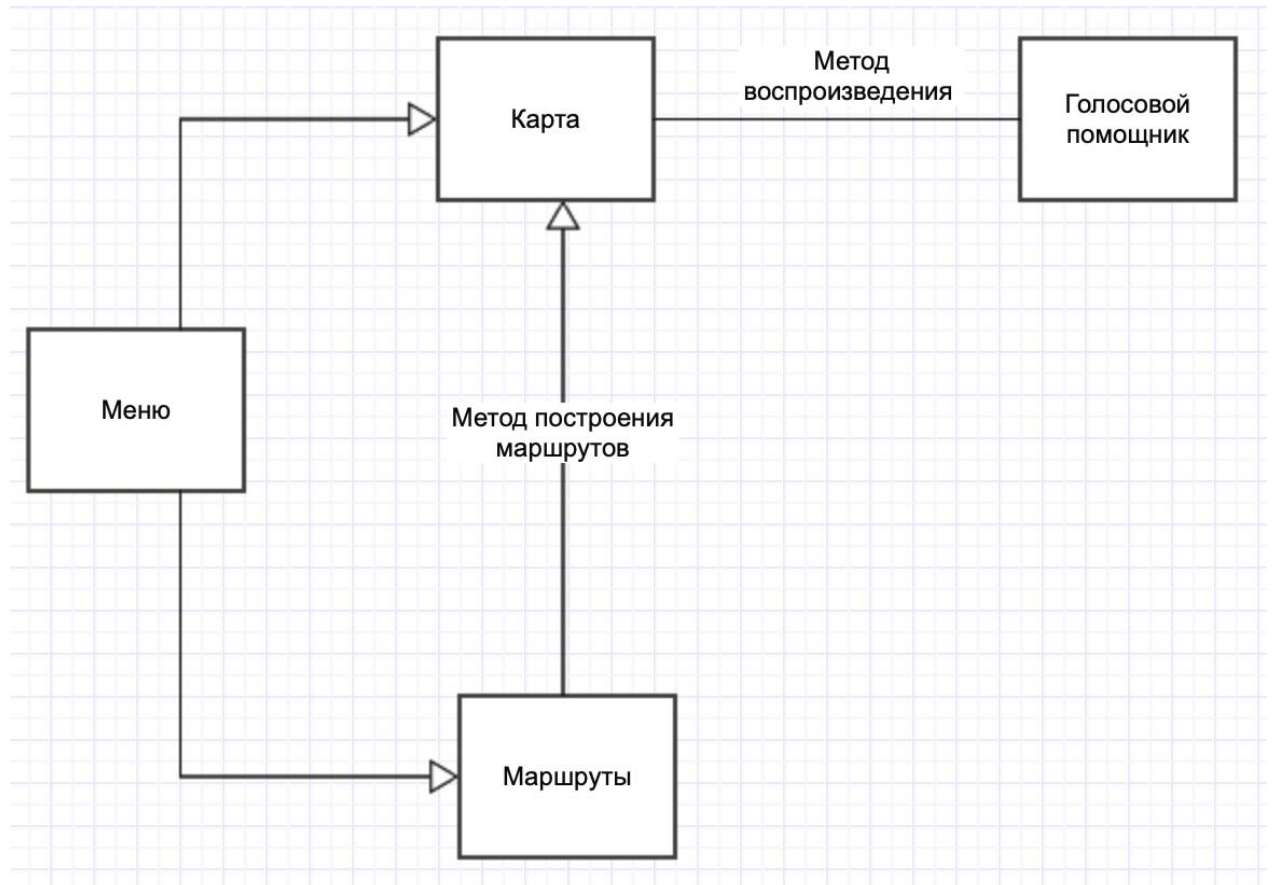 Метод
воспроизведения
Карта
Голосовой
помощник
Меню
Метод построения
маршрутов
Маршруты